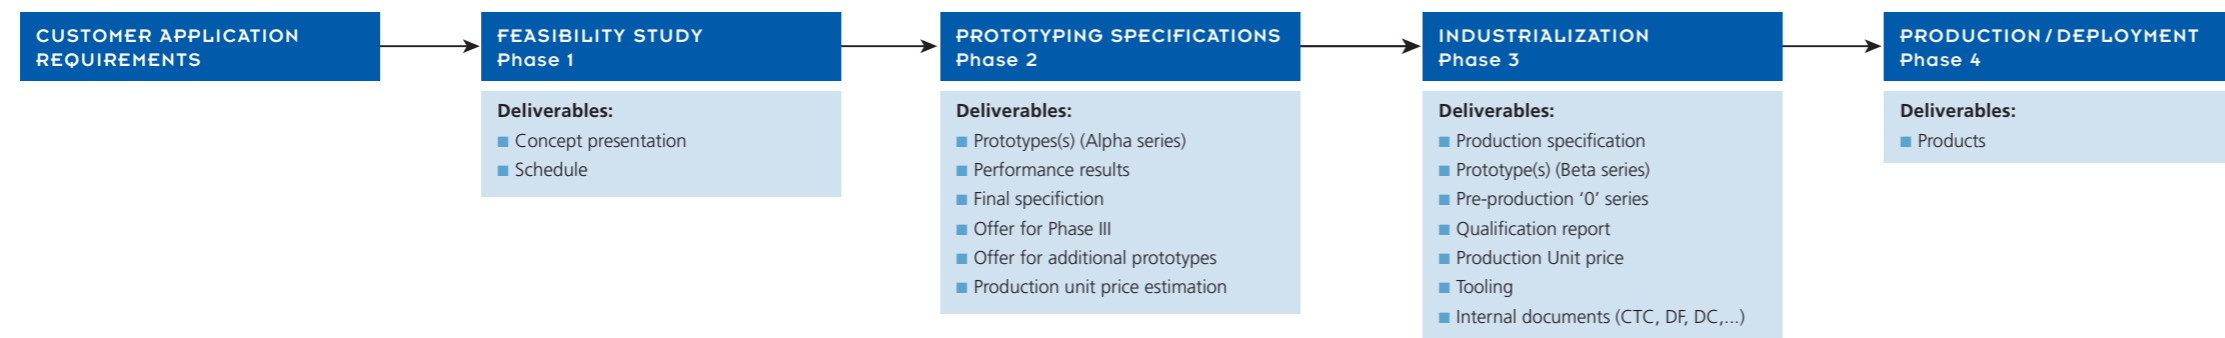 CUSTOMER APPLICATION
REQUIREMENTS
FEASIBILITY STUDY
Phase 1
Deliverables:
Concept presentation
Schedule
PROTOTYPING SPECIFICATIONS
Phase 2
Deliverables:
Prototypes(s) (Alpha series)
Performance results
Final specifiction
Offer for Phase III
Offer for additional prototypes
Production unit price estimation
INDUSTRIALIZATION
Phase 3
Deliverables:
Production specification
Prototype(s) (Beta series)
Pre-production ‘0’ series
Qualification report
Production Unit price
Tooling
Internal documents (CTC, DF, DC,...)
PRODUCTION / DEPLOYMENT
Phase 4
Deliverables:
Products